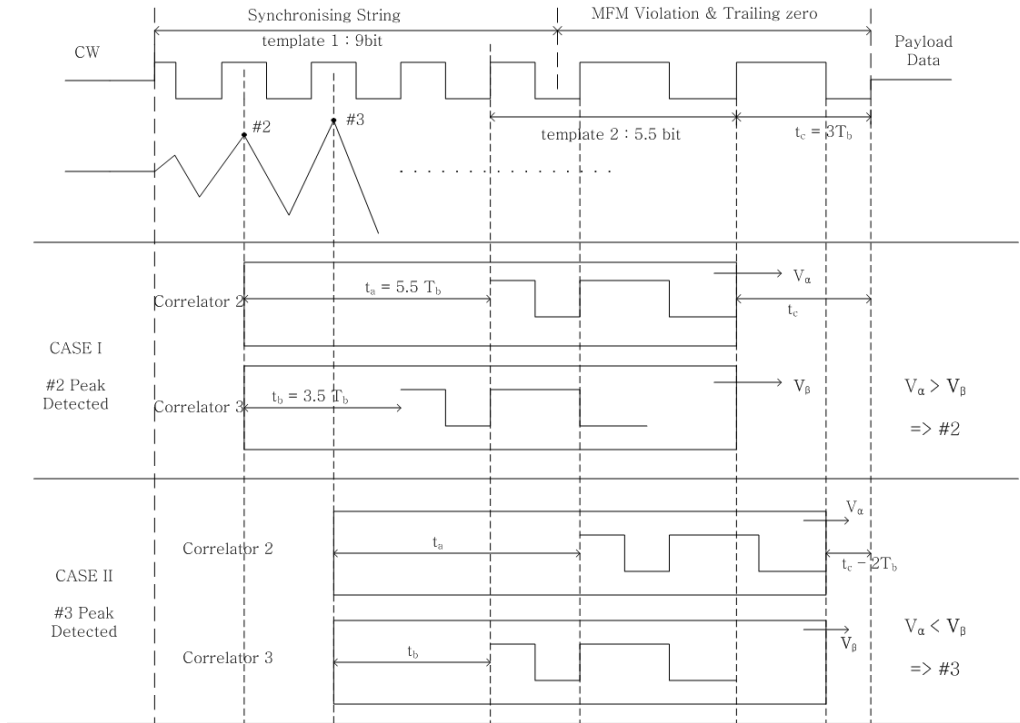 Synchronising String
MFM Violation & Trailing zero
template 1 : 9bit
CW
Payload
Data
#2
#3
template 2 : 5.5 bit
t_c = 3T_b
V_α
t_a = 5.5 T_b
Correlator 2
t_c
CASE I
#2 Peak
Detected
t_b = 3.5 T_b
Correlator 3
V_β
V_α > V_β
=> #2
V_α
Correlator 2
t_a
t_c - 2T_b
CASE II
#3 Peak
Detected
V_α < V_β
V_β
Correlator 3
t_b
=> #3